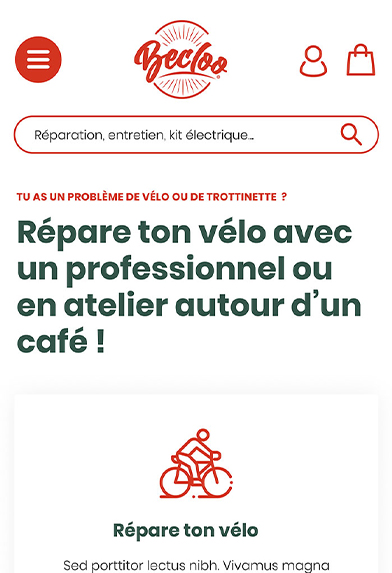 Becloo
Réparation, entretien, kit électrique...
TU AS UN PROBLÈME DE VÉLO OU DE TROTTINETTE ?
Répare ton vélo avec
un professionnel ou
en atelier autour d’un
café !
Répare ton vélo
Sed porttitor lectus nibh. Vivamus magna